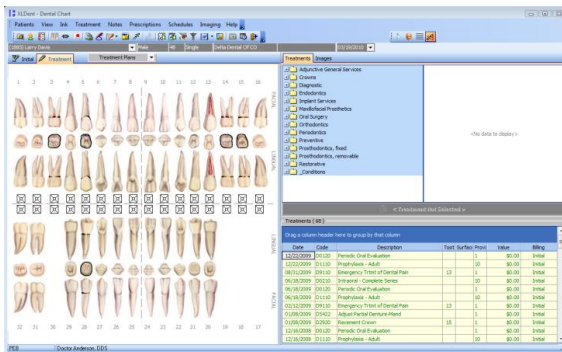 XLDent - Dental Chart
Patients View Ink Treatment Notes Prescriptions Schedules Imaging Help
(1883) Larry Davis Male 48 Single Delta Dental Of CO 03/19/2010
Initial Treatment Treatment Plans
1 2 3 4 5 6 7 8 9 10 11 12 13 14 15 16
FACIAL
LINGUAL
LINGUAL
FACIAL
32 31 30 29 28 27 26 25 24 23 22 21 20 19 18 17
Treatments Images
Adjunctive General Services
Crowns
Diagnostic
Endodontics
Implant Services
Maxillofacial Prosthetics
Oral Surgery
Orthodontics
Periodontics
Preventive
Prosthodontics, fixed
Prosthodontics, removable
Restorative
_Conditions
<No data to display>
< Treatment Not Selected >
Treatments ( 68 )
Drag a column header here to group by that column
Date Code Description Toot Surfac Provi Value Billing
12/22/2009 D0120 Periodic Oral Evaluation 1 $0.00 Initial
12/22/2009 D1110 Prophylaxis - Adult 10 $0.00 Initial
08/31/2009 D9110 Emergency Trtmt of Dental Pain 13 1 $0.00 Initial
06/18/2009 D0210 Intraoral - Complete Series 10 $0.00 Initial
06/18/2009 D0120 Periodic Oral Evaluation 1 $0.00 Initial
06/18/2009 D1110 Prophylaxis - Adult 10 $0.00 Initial
02/12/2009 D9110 Emergency Trtmt of Dental Pain 13 1 $0.00 Initial
01/08/2009 D5422 Adjust Partial Denture-Mand 1 $0.00 Initial
01/08/2009 D2920 Recement Crown 15 1 $0.00 Initial
12/16/2008 D0120 Periodic Oral Evaluation 1 $0.00 Initial
12/16/2008 D1110 Prophylaxis - Adult 10 $0.00 Initial
PEB Doctor Anderson, DDS